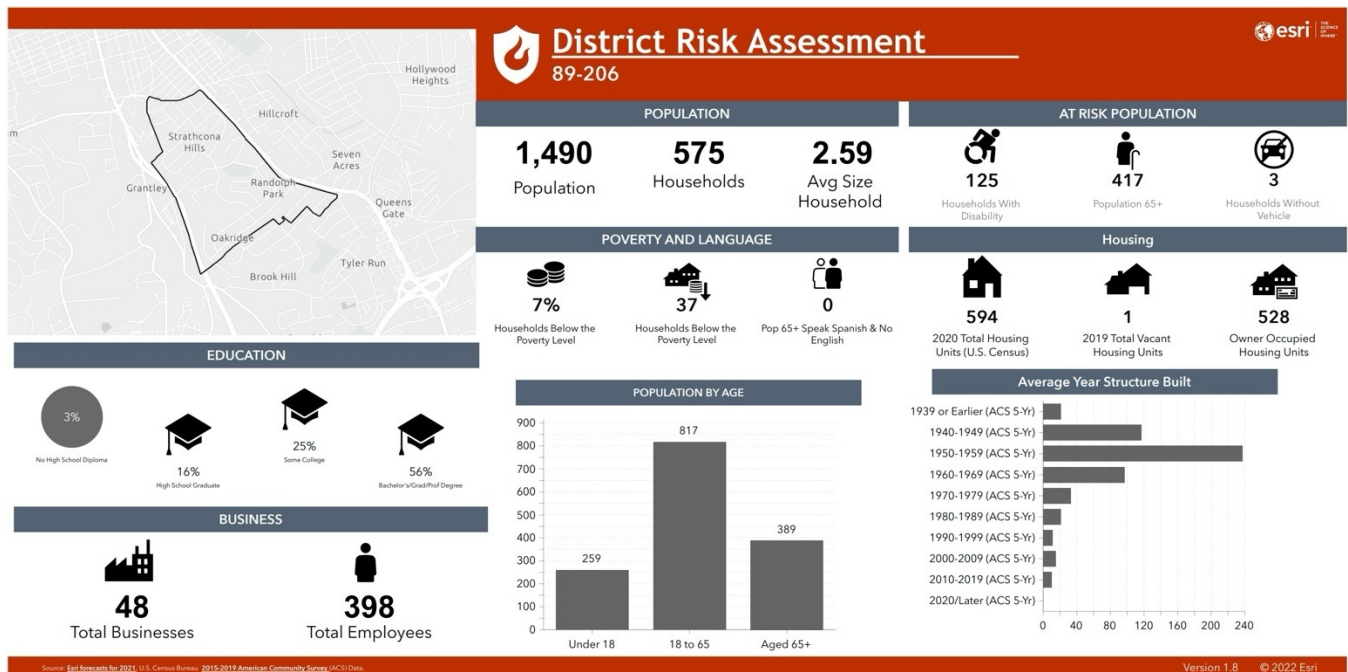 District Risk Assessment
89-206
esri
THE
SCIENCE
OF
WHERE
Hollywood
Heights
Hillcroft
m
Strathcona
Hills
Seven
Acres
Grantley
Randolph
Park
Queens
Gate
Oakridge
Tyler Run
Brook Hill
POPULATION
1,490
Population
575
Households
2.59
Avg Size
Household
AT RISK POPULATION
125
Households With
Disability
417
Population 65+
3
Households Without
Vehicle
POVERTY AND LANGUAGE
7%
Households Below the
Poverty Level
37
Households Below the
Poverty Level
0
Pop 65+ Speak Spanish & No
English
Housing
594
2020 Total Housing
Units (U.S. Census)
1
2019 Total Vacant
Housing Units
528
Owner Occupied
Housing Units
EDUCATION
3%
No High School Diploma
16%
High School Graduate
25%
Some College
56%
Bachelor's/Grad/Prof Degree
BUSINESS
48
Total Businesses
398
Total Employees
POPULATION BY AGE
900
800
700
600
500
400
300
200
100
0
259
817
389
Under 18
18 to 65
Aged 65+
Average Year Structure Built
1939 or Earlier (ACS 5-Yr)
1940-1949 (ACS 5-Yr)
1950-1959 (ACS 5-Yr)
1960-1969 (ACS 5-Yr)
1970-1979 (ACS 5-Yr)
1980-1989 (ACS 5-Yr)
1990-1999 (ACS 5-Yr)
2000-2009 (ACS 5-Yr)
2010-2019 (ACS 5-Yr)
2020/Later (ACS 5-Yr)
0 40 80 120 160 200 240
Source: Esri forecasts for 2021, U.S. Census Bureau 2015-2019 American Community Survey (ACS) Data,
Version 1.8 © 2022 Esri